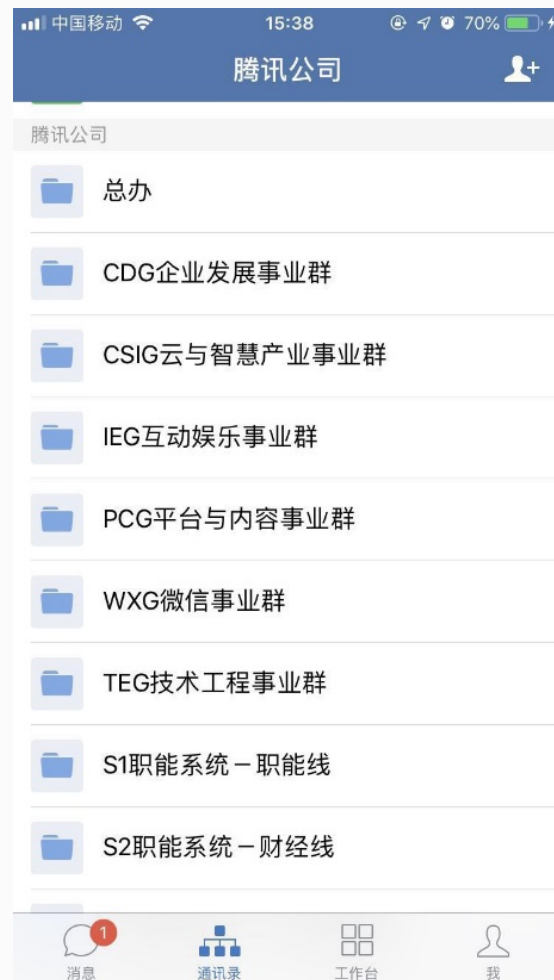 中国移动 15:38 70%
腾讯公司
腾讯公司
总办
CDG企业发展事业群
CSIG云与智慧产业事业群
IEG互动娱乐事业群
PCG平台与内容事业群
WXG微信事业群
TEG技术工程事业群
S1职能系统－职能线
S2职能系统－财经线
1
消息 通讯录 工作台 我